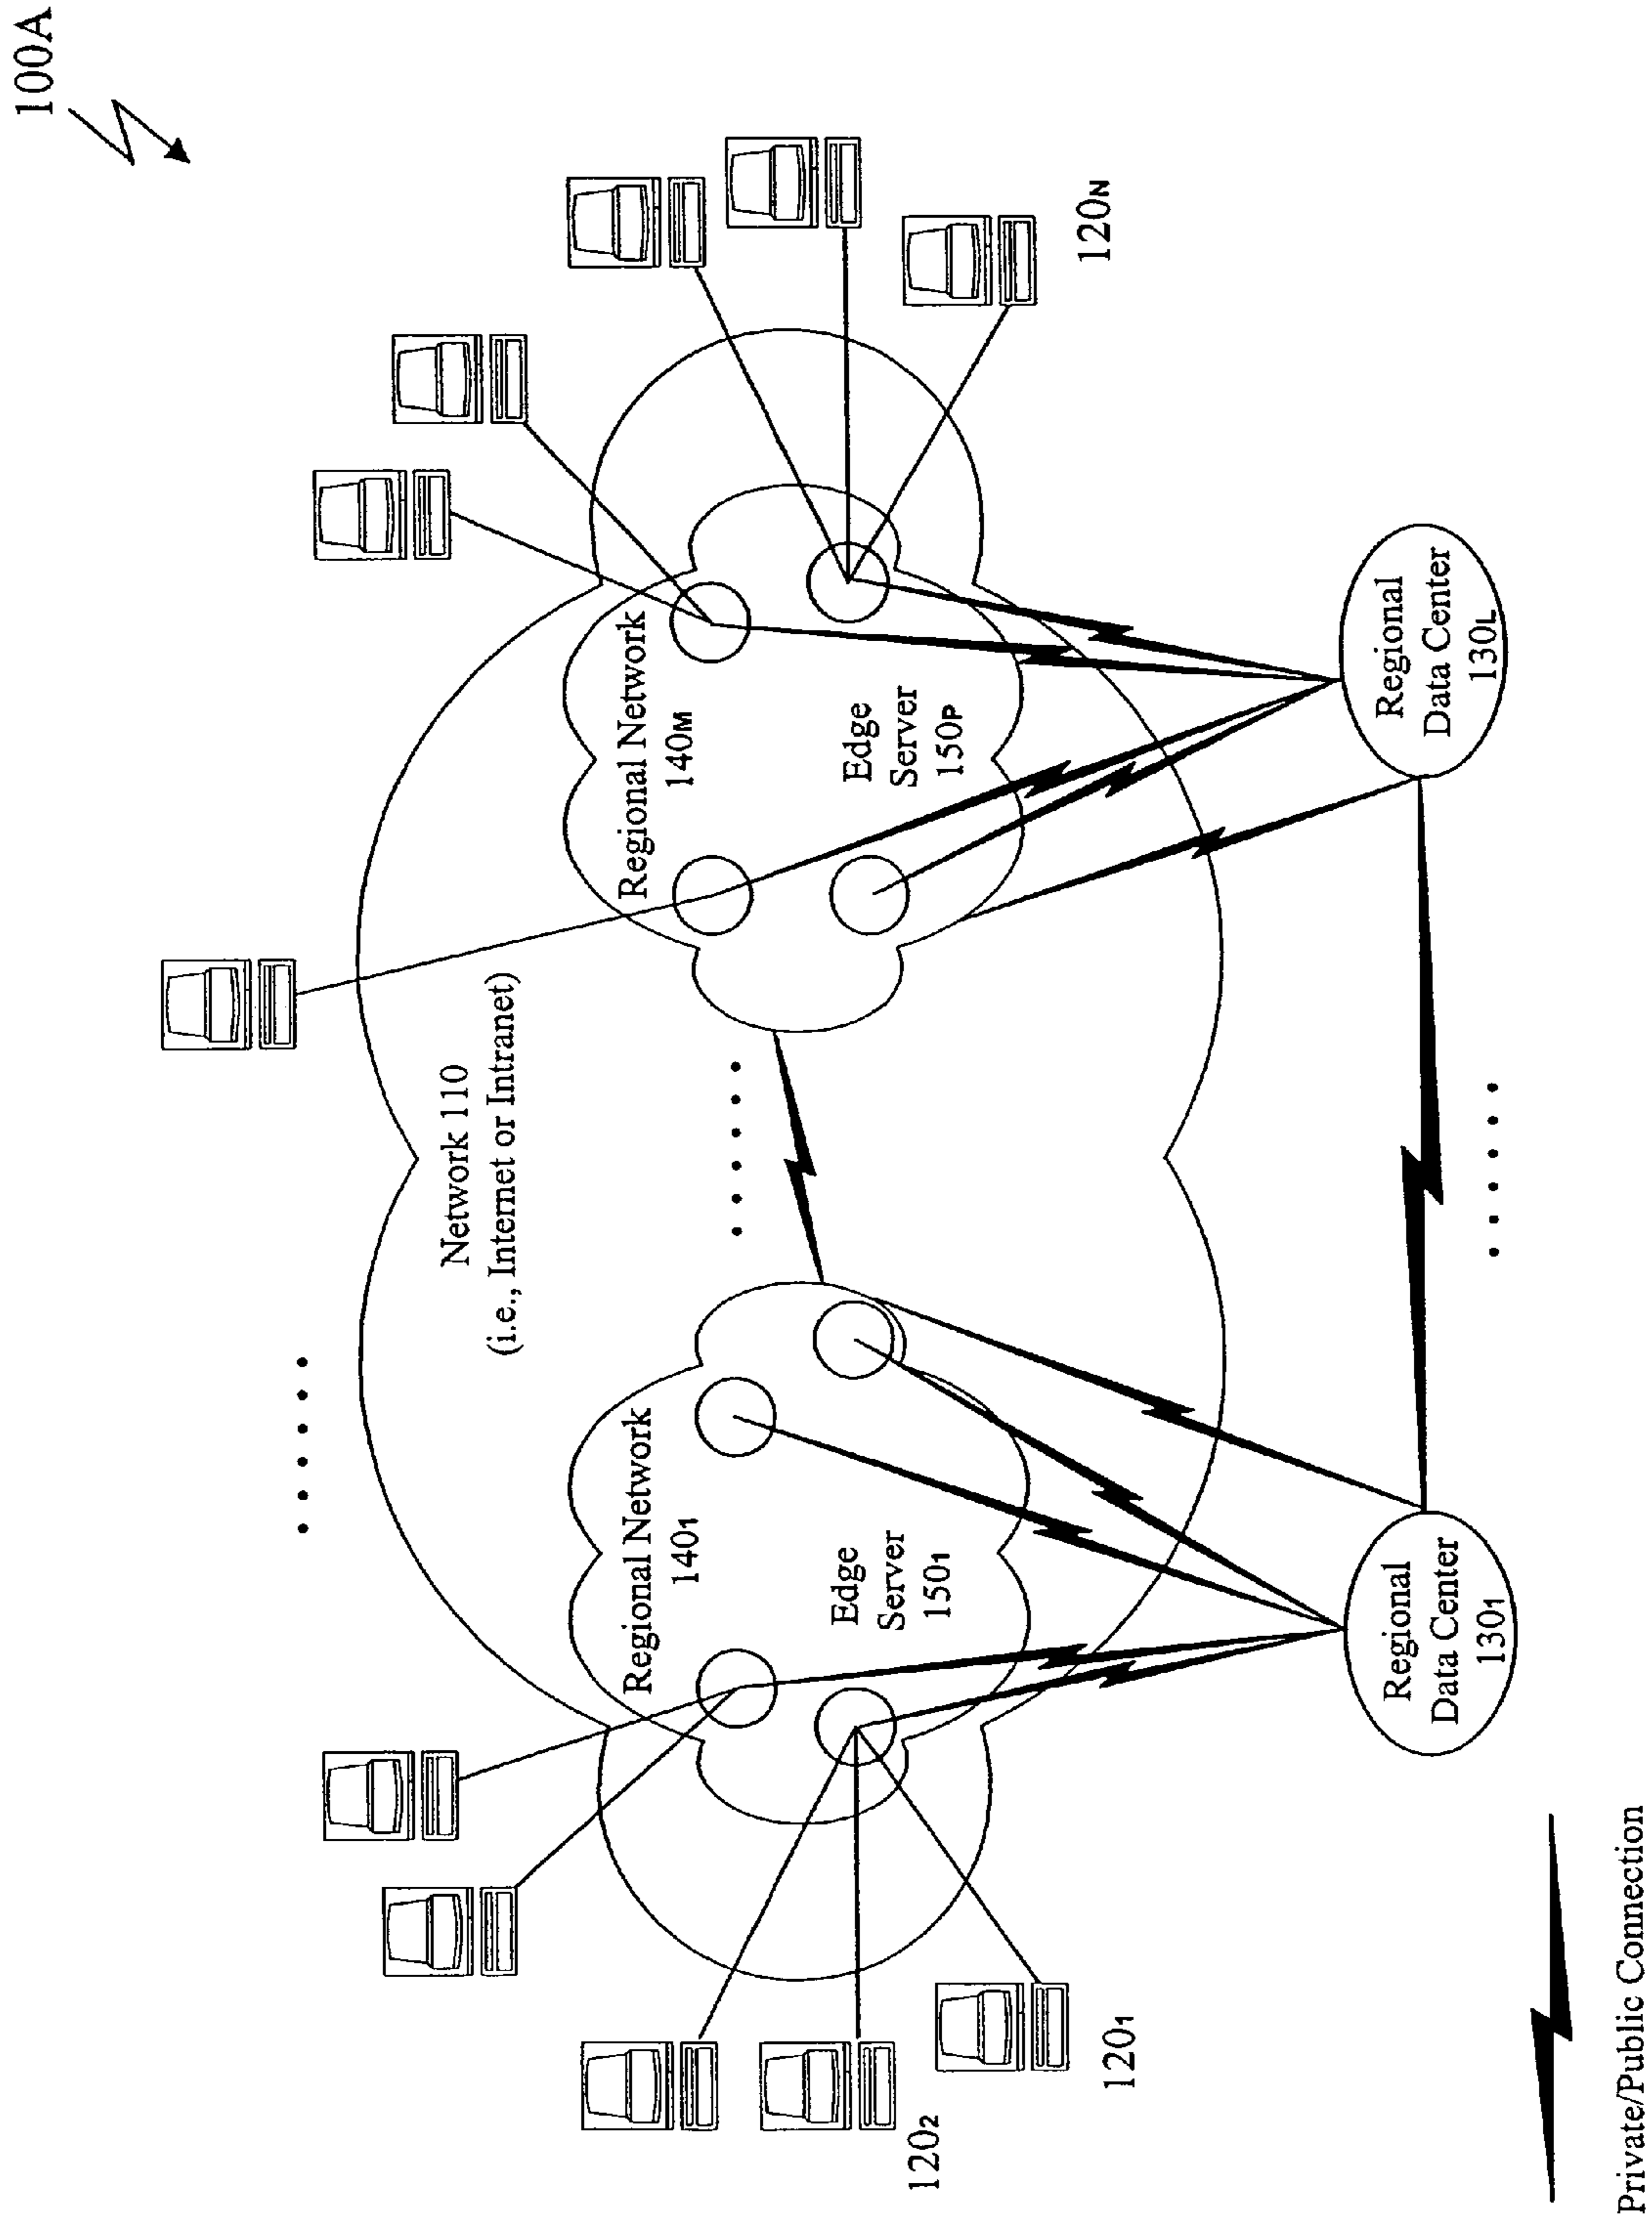 100A
Network 110
(i.e., Internet or Intranet)
Regional Network
140₁
Edge
Server
150₁
Regional Network
140M
Edge
Server
150P
120₂
120₁
120N
Regional
Data Center
130₁
Regional
Data Center
130L
Private/Public Connection